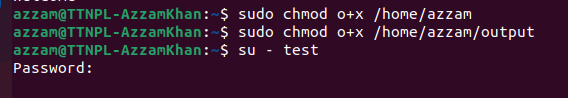 azzam@TTNPL-AzzamKhan:~$ sudo chmod o+x /home/azzam
azzam@TTNPL-AzzamKhan:~$ sudo chmod o+x /home/azzam/output
azzam@TTNPL-AzzamKhan:~$ su - test
Password: